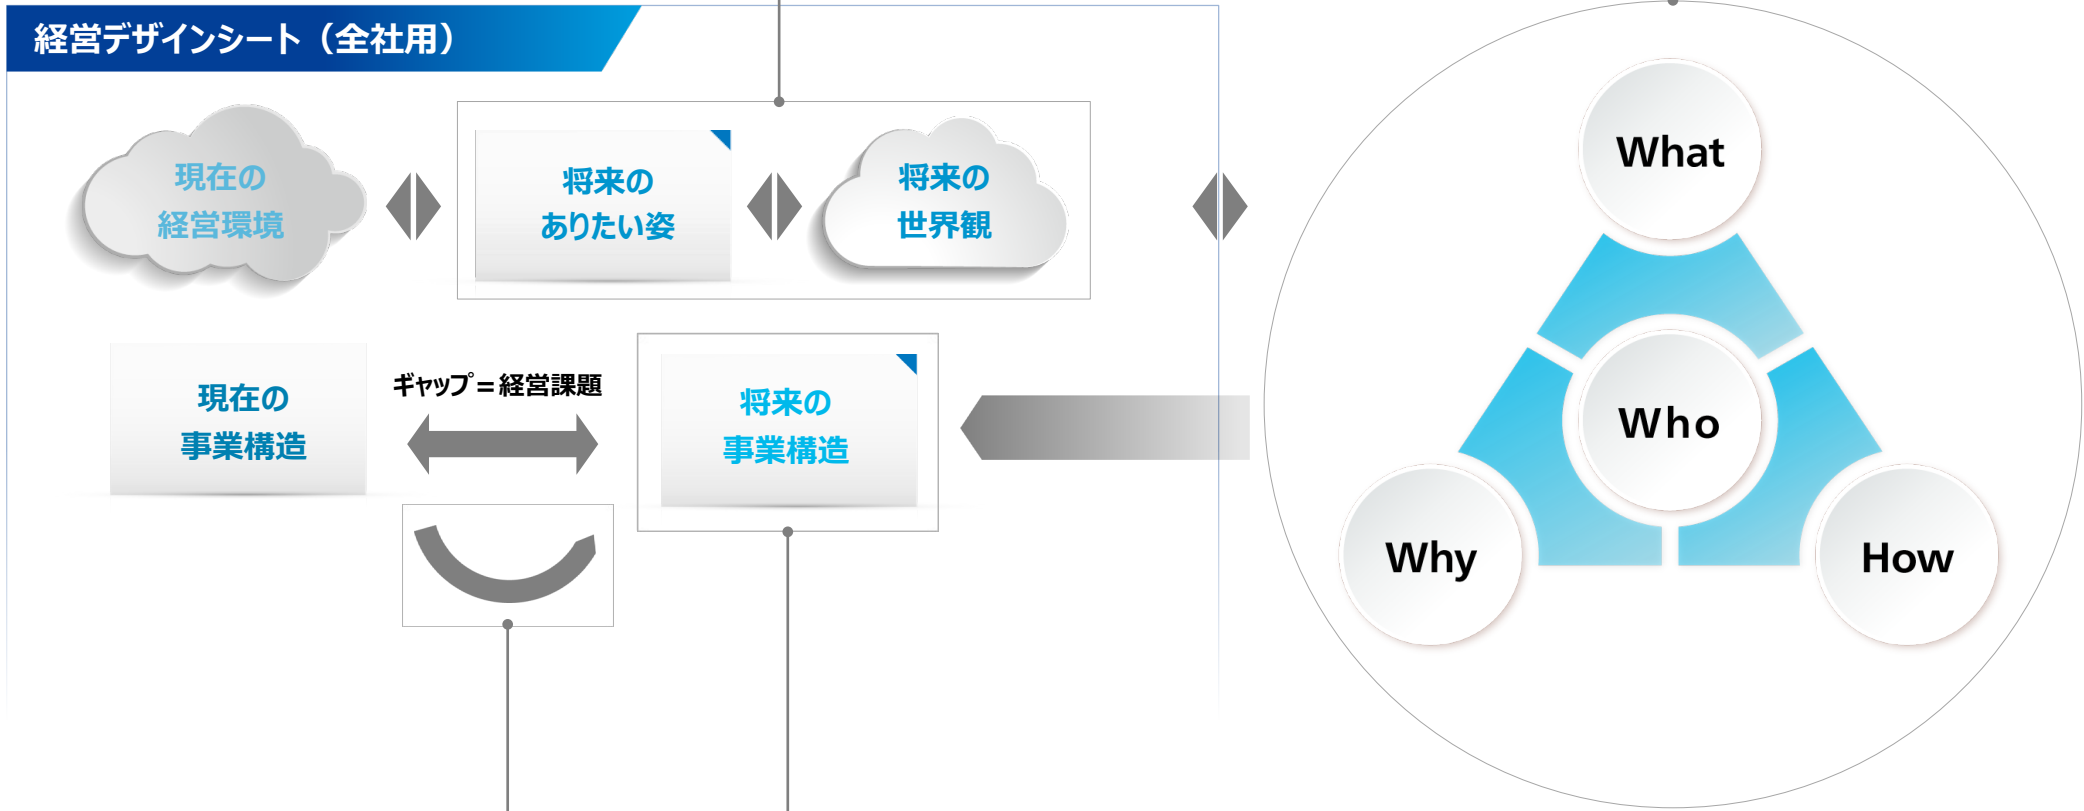 経営デザインシート（全社用）
現在の
経営環境
将来の
ありたい姿
将来の
世界観
現在の
事業構造
ギャップ＝経営課題
将来の
事業構造
What
Who
Why
How